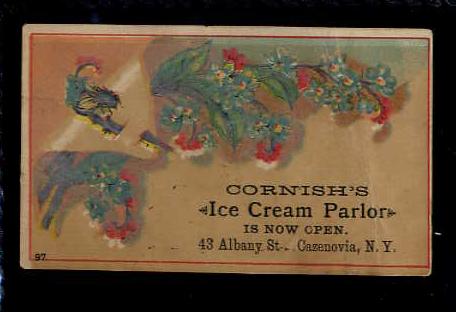 CORNISH'S
Ice Cream Parlor
IS NOW OPEN.
43 Albany St. Cazenovia, N. Y.
97